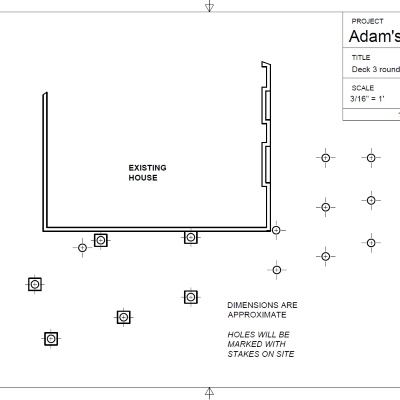 PROJECT
Adam's
TITLE
Deck 3 round
SCALE
3/16" = 1'
EXISTING
HOUSE
DIMENSIONS ARE
APPROXIMATE
HOLES WILL BE
MARKED WITH
STAKES ON SITE